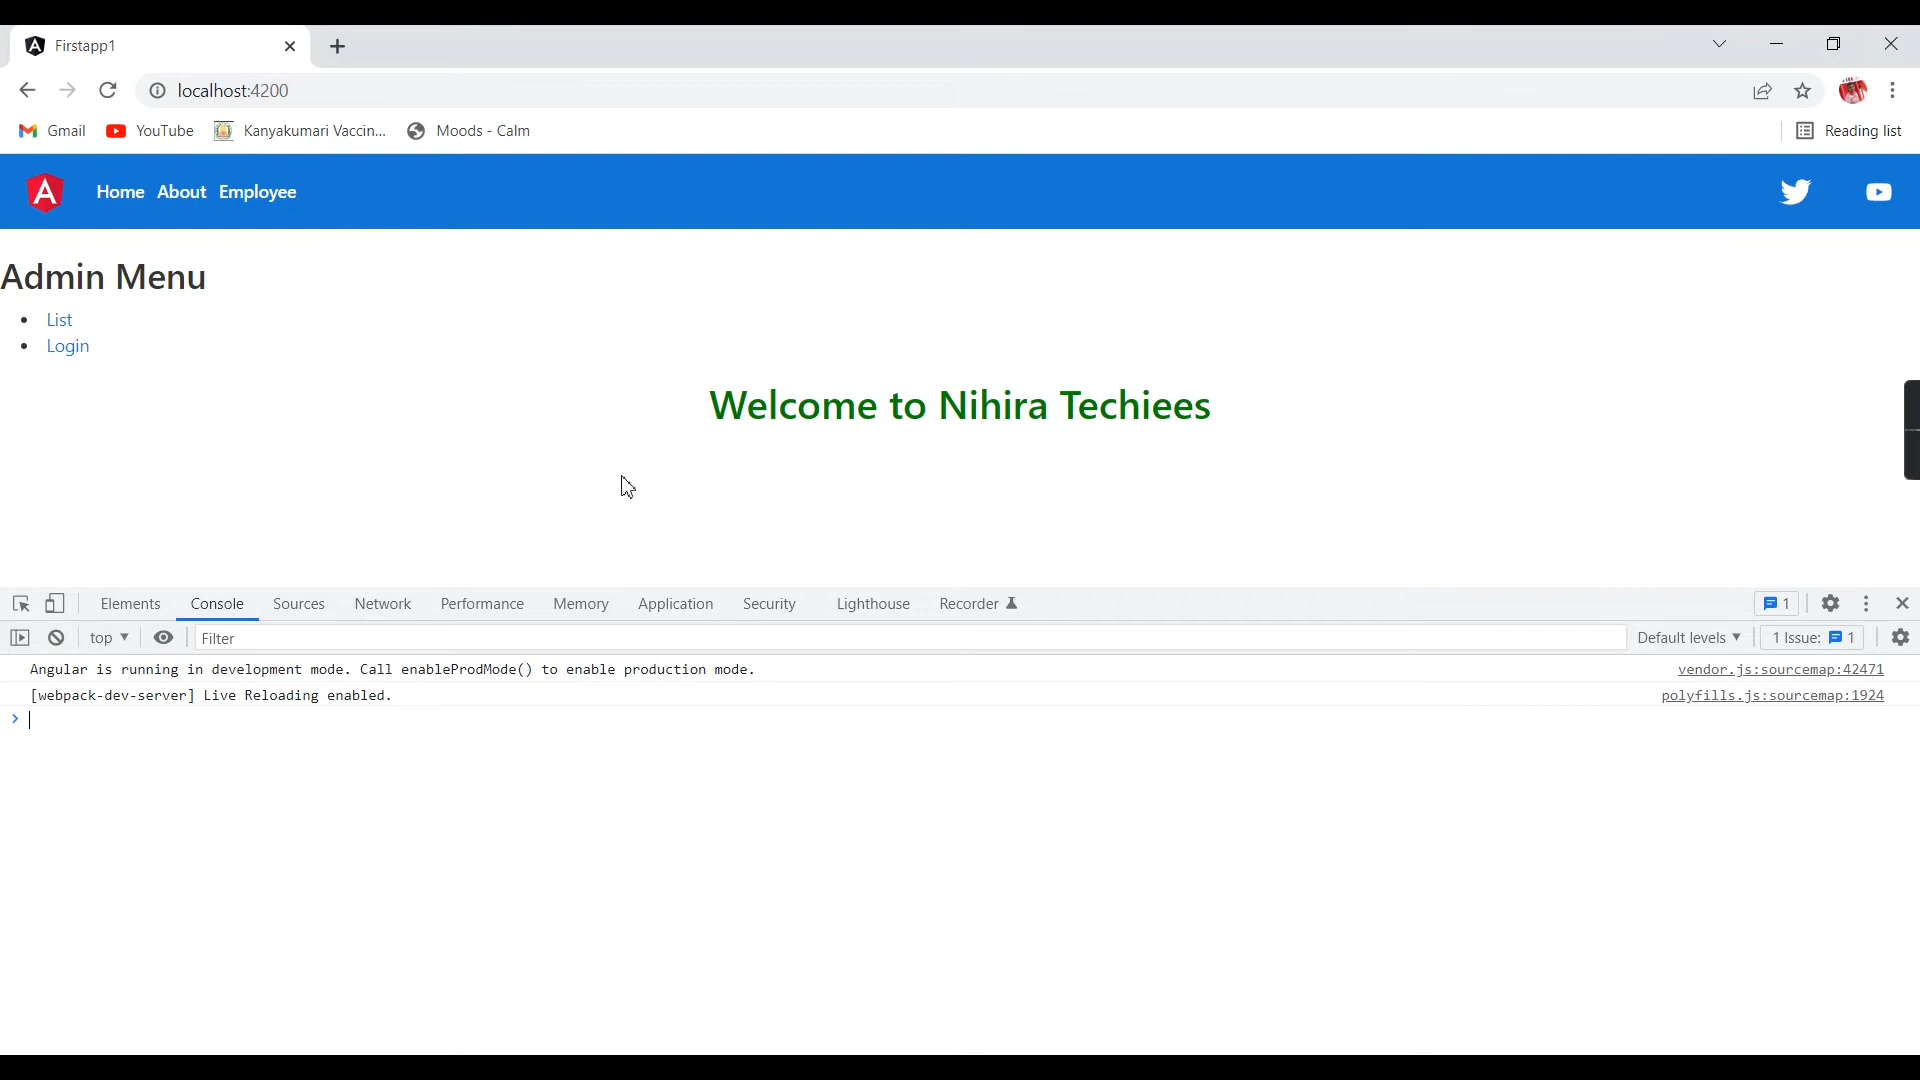 Firstapp1
localhost:4200
Gmail YouTube Kanyakumari Vaccin... Moods - Calm Reading list
Home About Employee
Admin Menu
List
Login
Welcome to Nihira Techiees
Elements Console Sources Network Performance Memory Application Security Lighthouse Recorder 1
top Filter Default levels 1 Issue: 1
Angular is running in development mode. Call enableProdMode() to enable production mode. vendor.js:sourcemap:42471
[webpack-dev-server] Live Reloading enabled. polyfills.js:sourcemap:1924